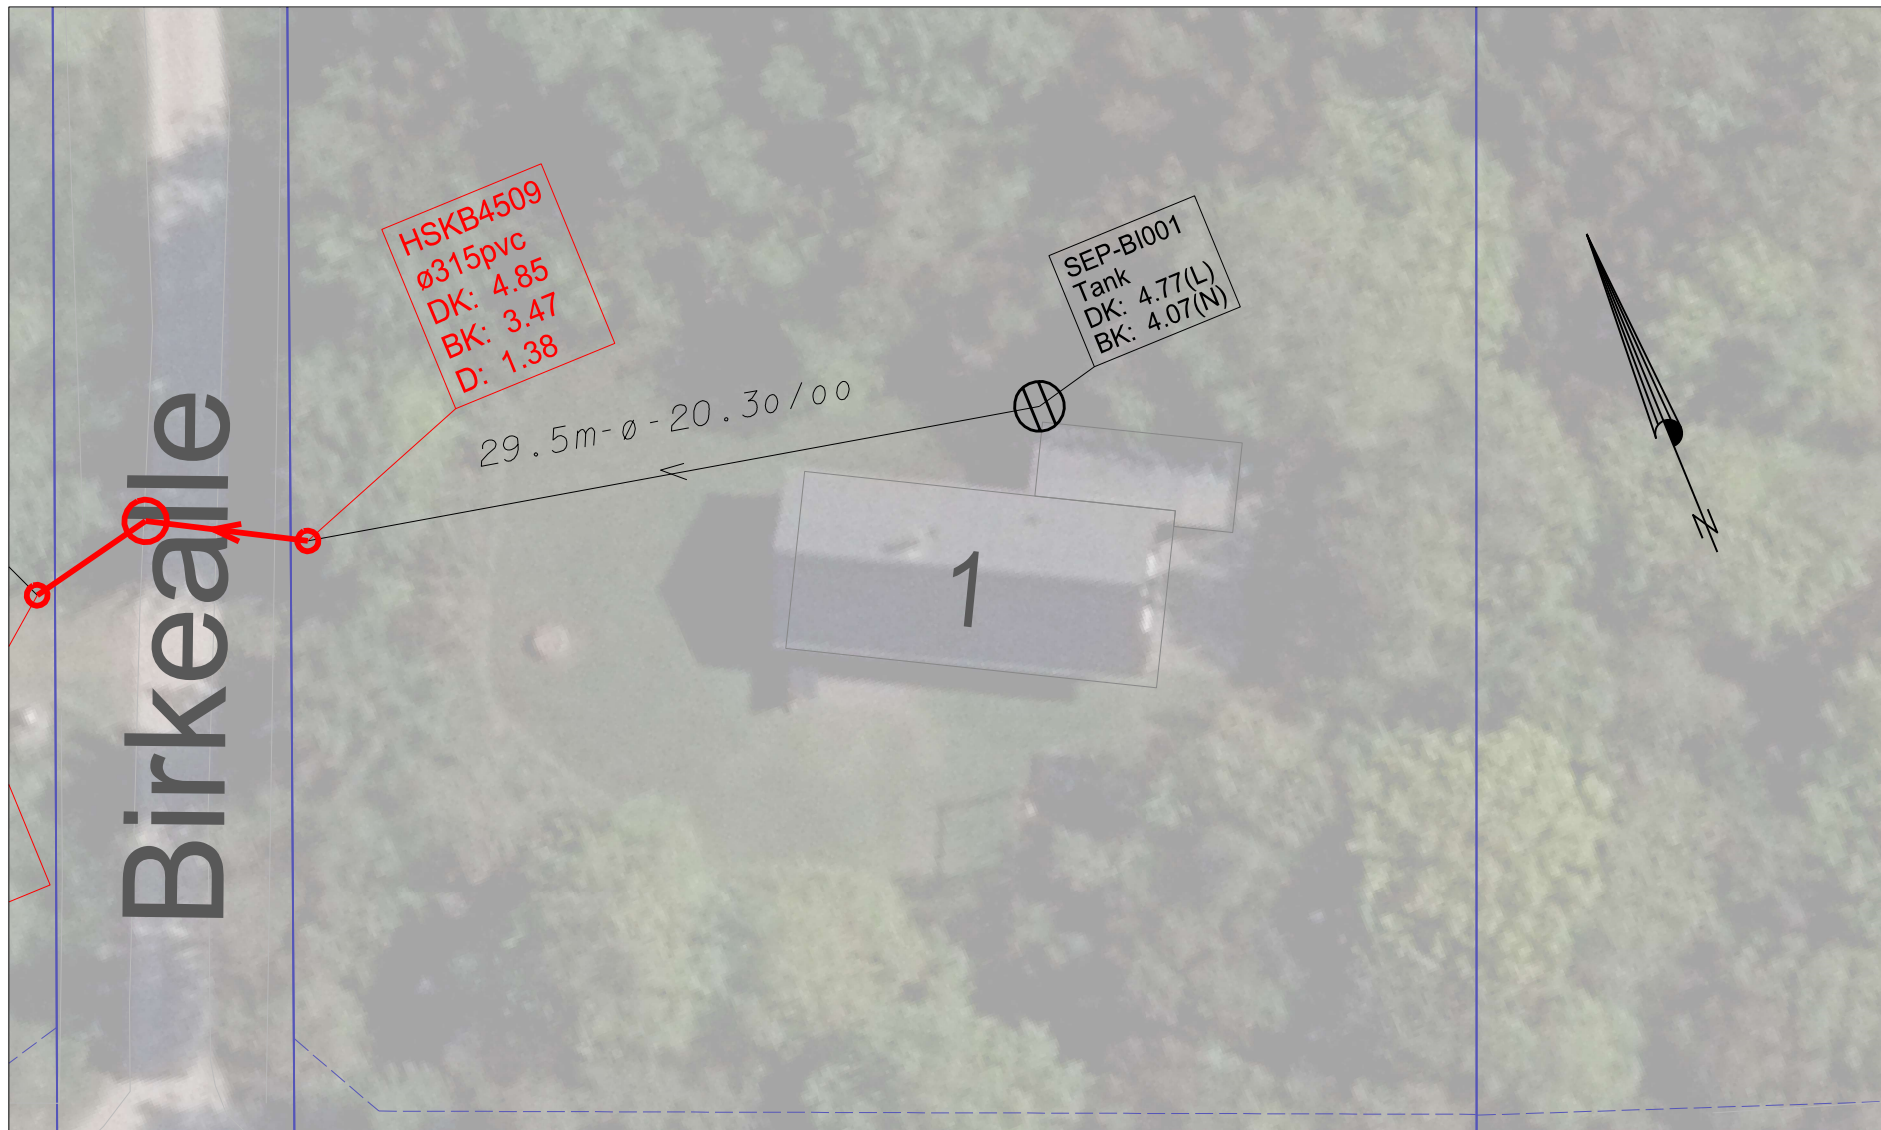 HSKB4509
ø315pvc
DK: 4.85
BK: 3.47
D: 1.38
SEP-BI001
Tank
DK: 4.77(L)
BK: 4.07(N)
29.5m-ø-20.3o/oo
1
Birkealle
N